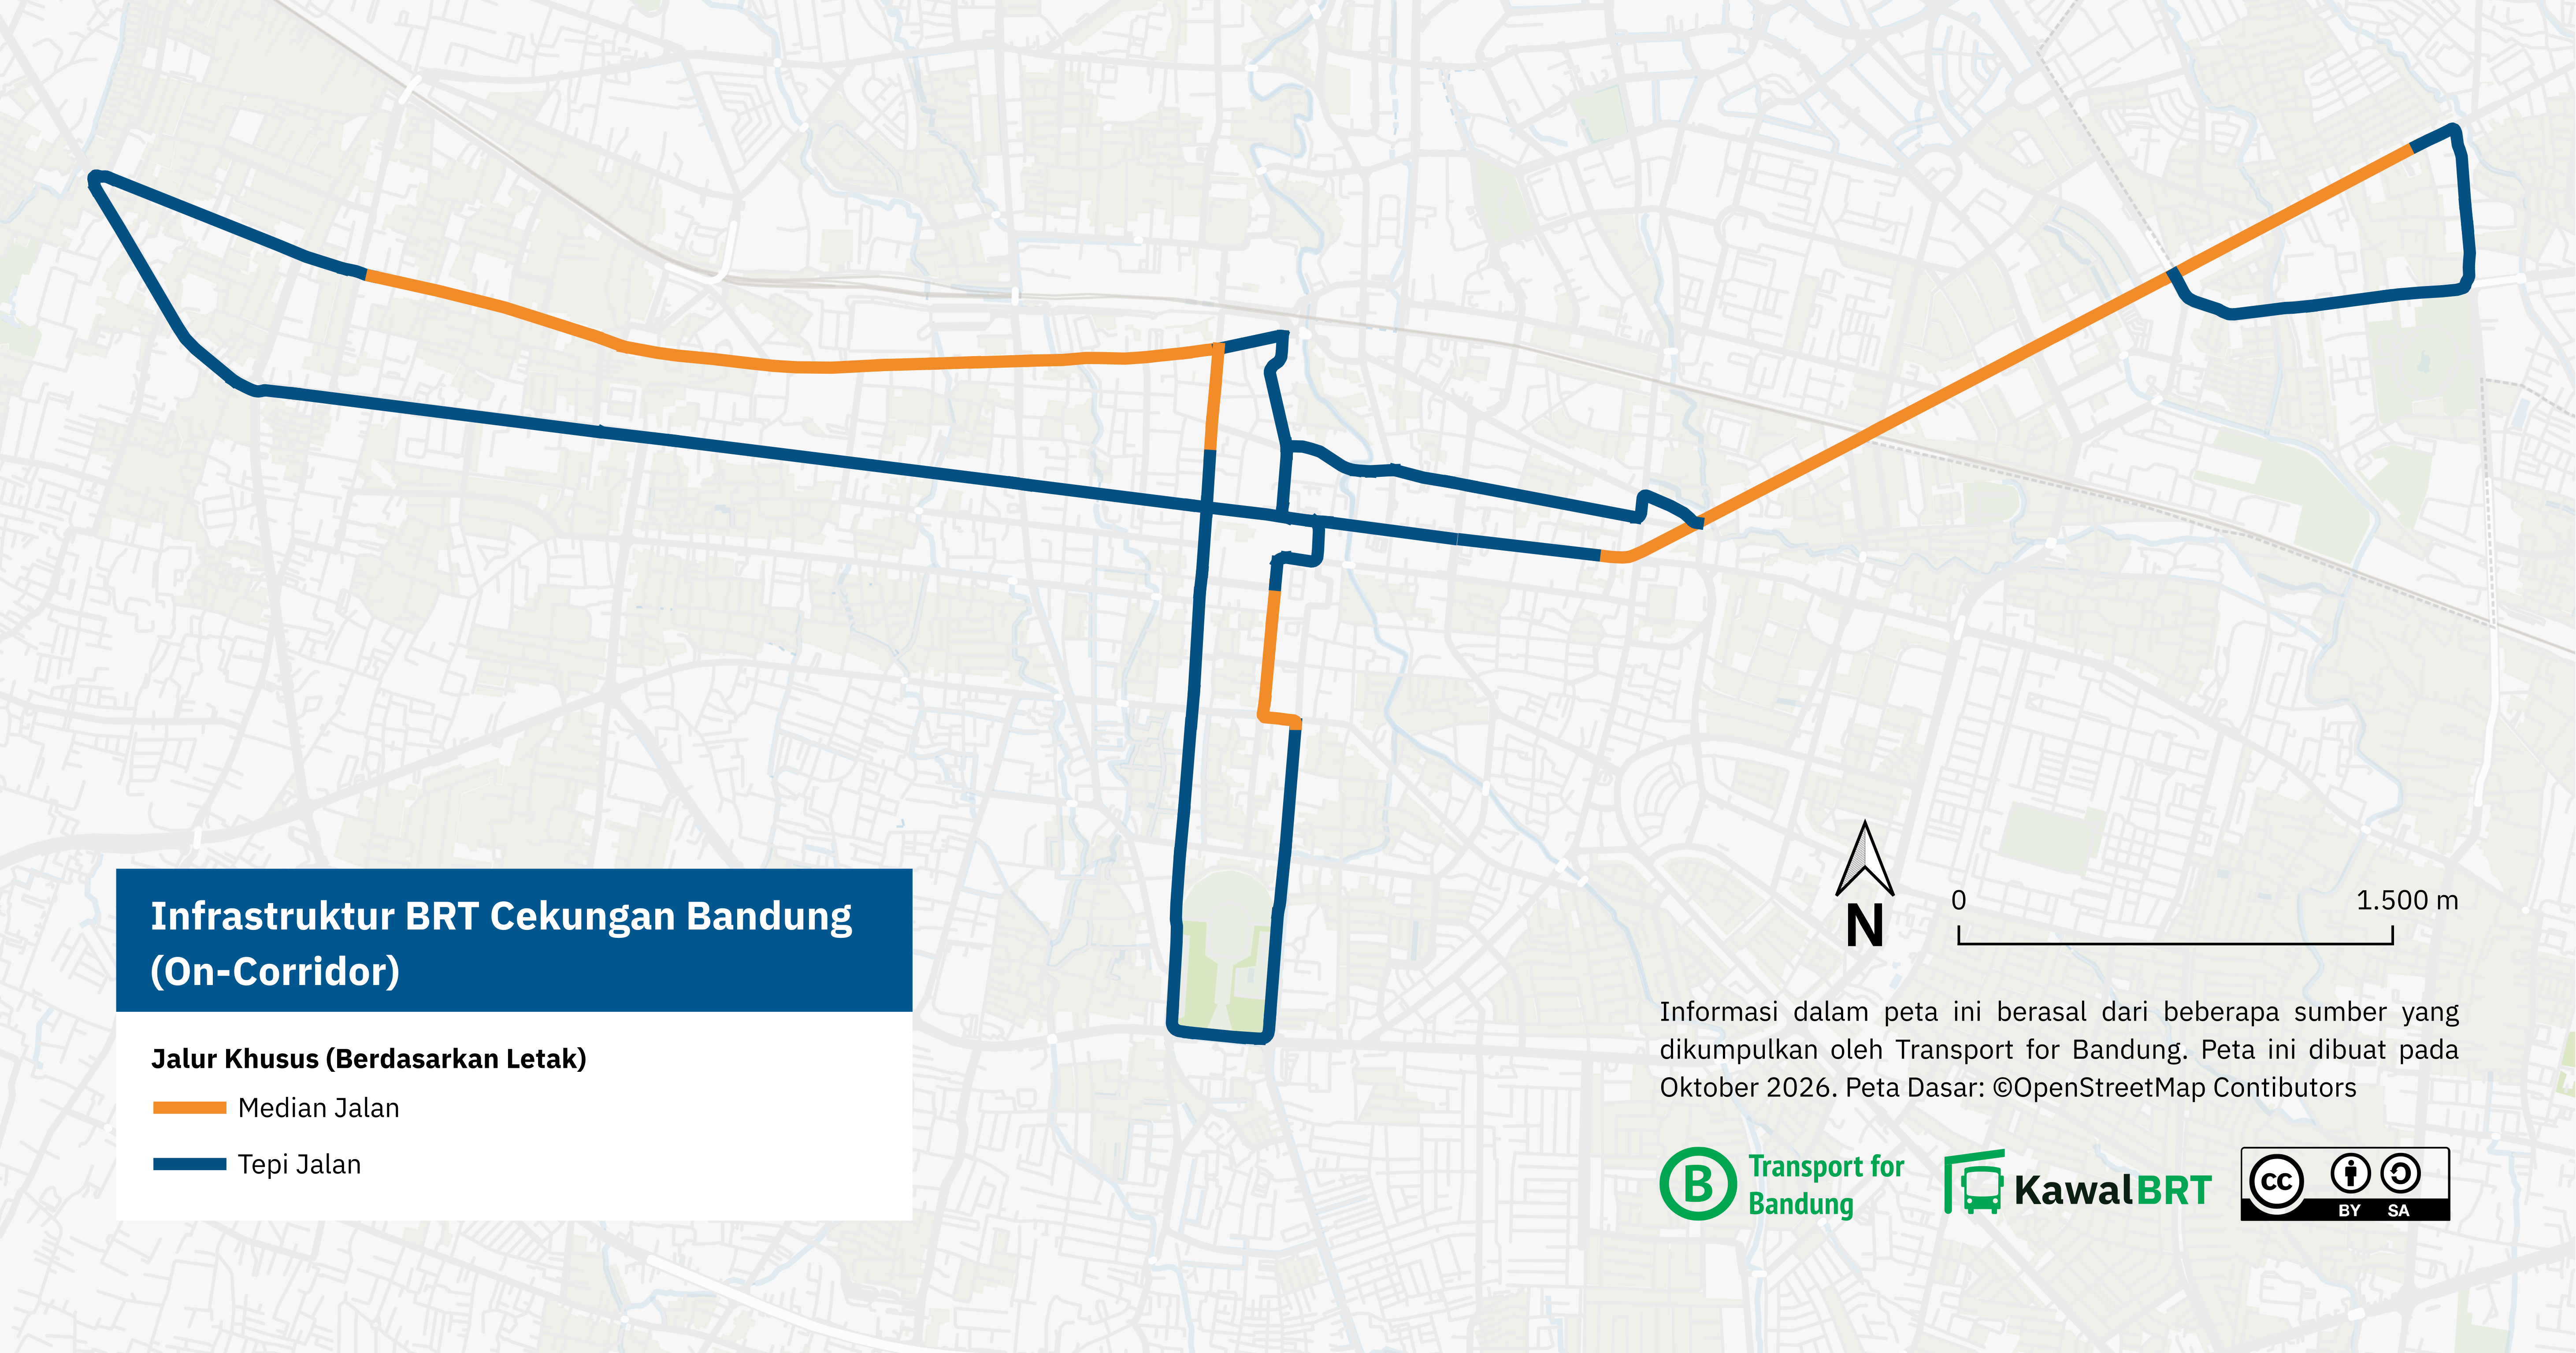 Infrastruktur BRT Cekungan Bandung
(On-Corridor)
Jalur Khusus (Berdasarkan Letak)
Median Jalan
Tepi Jalan
N
0
1.500 m
Informasi dalam peta ini berasal dari beberapa sumber yang
dikumpulkan oleh Transport for Bandung. Peta ini dibuat pada
Oktober 2026. Peta Dasar: ©OpenStreetMap Contibutors
B
Transport for
Bandung
KawalBRT
cc
BY SA